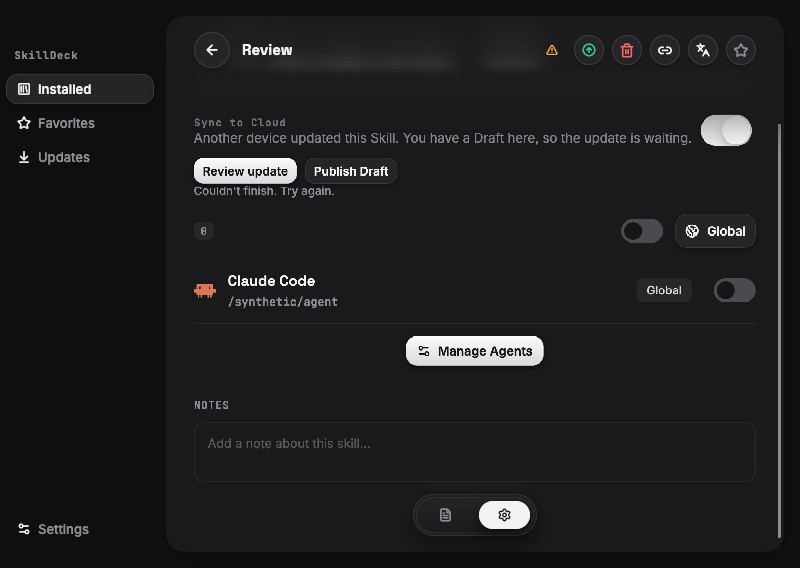 SkillDeck
Installed
Favorites
Updates
Settings
Review
Sync to Cloud
Another device updated this Skill. You have a Draft here, so the update is waiting.
Review update
Publish Draft
Couldn't finish. Try again.
0
Global
Claude Code
/synthetic/agent
Global
Manage Agents
NOTES
Add a note about this skill...